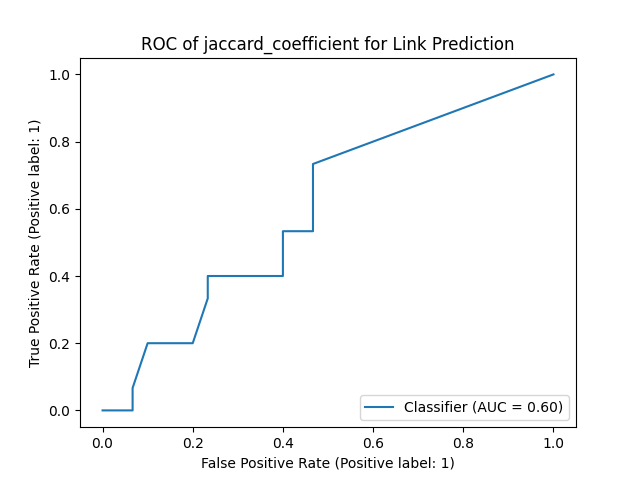 ROC of jaccard_coefficient for Link Prediction
True Positive Rate (Positive label: 1)
1.0
0.8
0.6
0.4
0.2
0.0
Classifier (AUC = 0.60)
0.0 0.2 0.4 0.6 0.8 1.0
False Positive Rate (Positive label: 1)